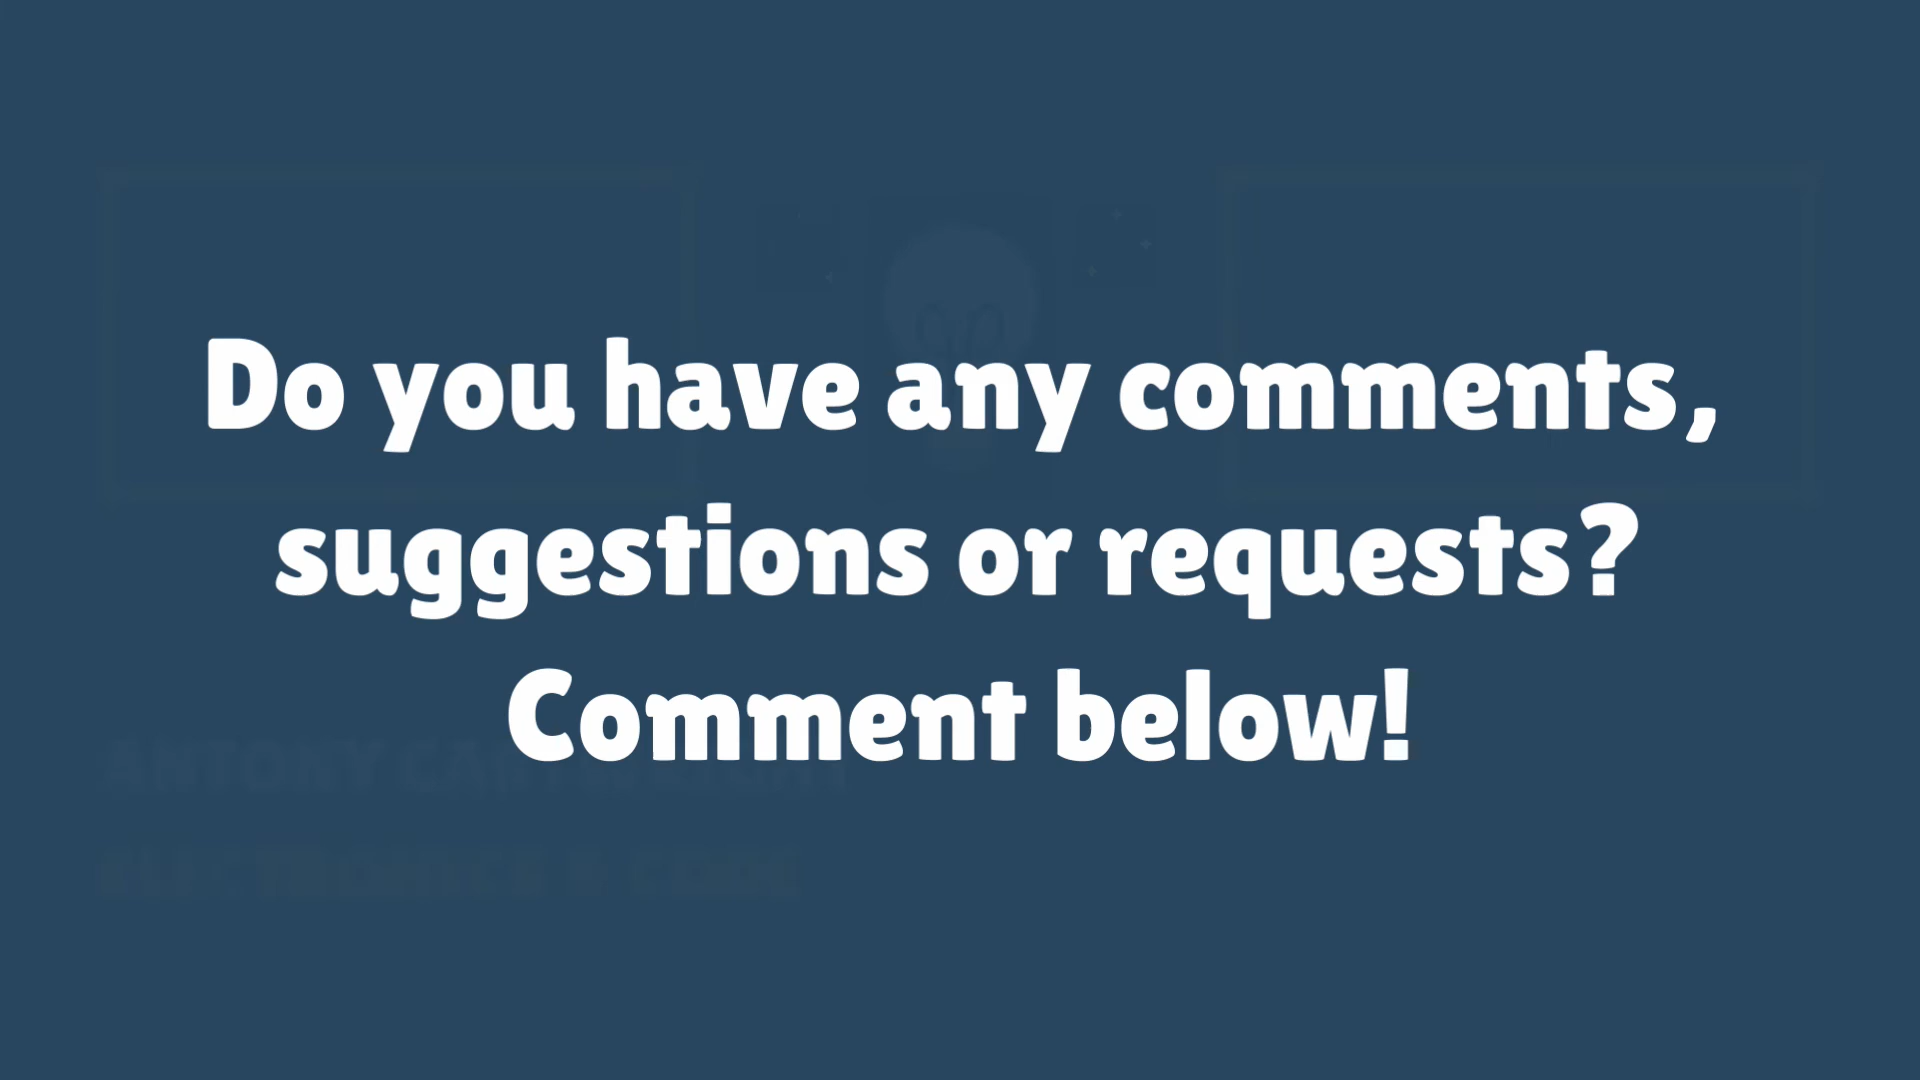 Do you have any comments,
suggestions or requests?
Comment below!